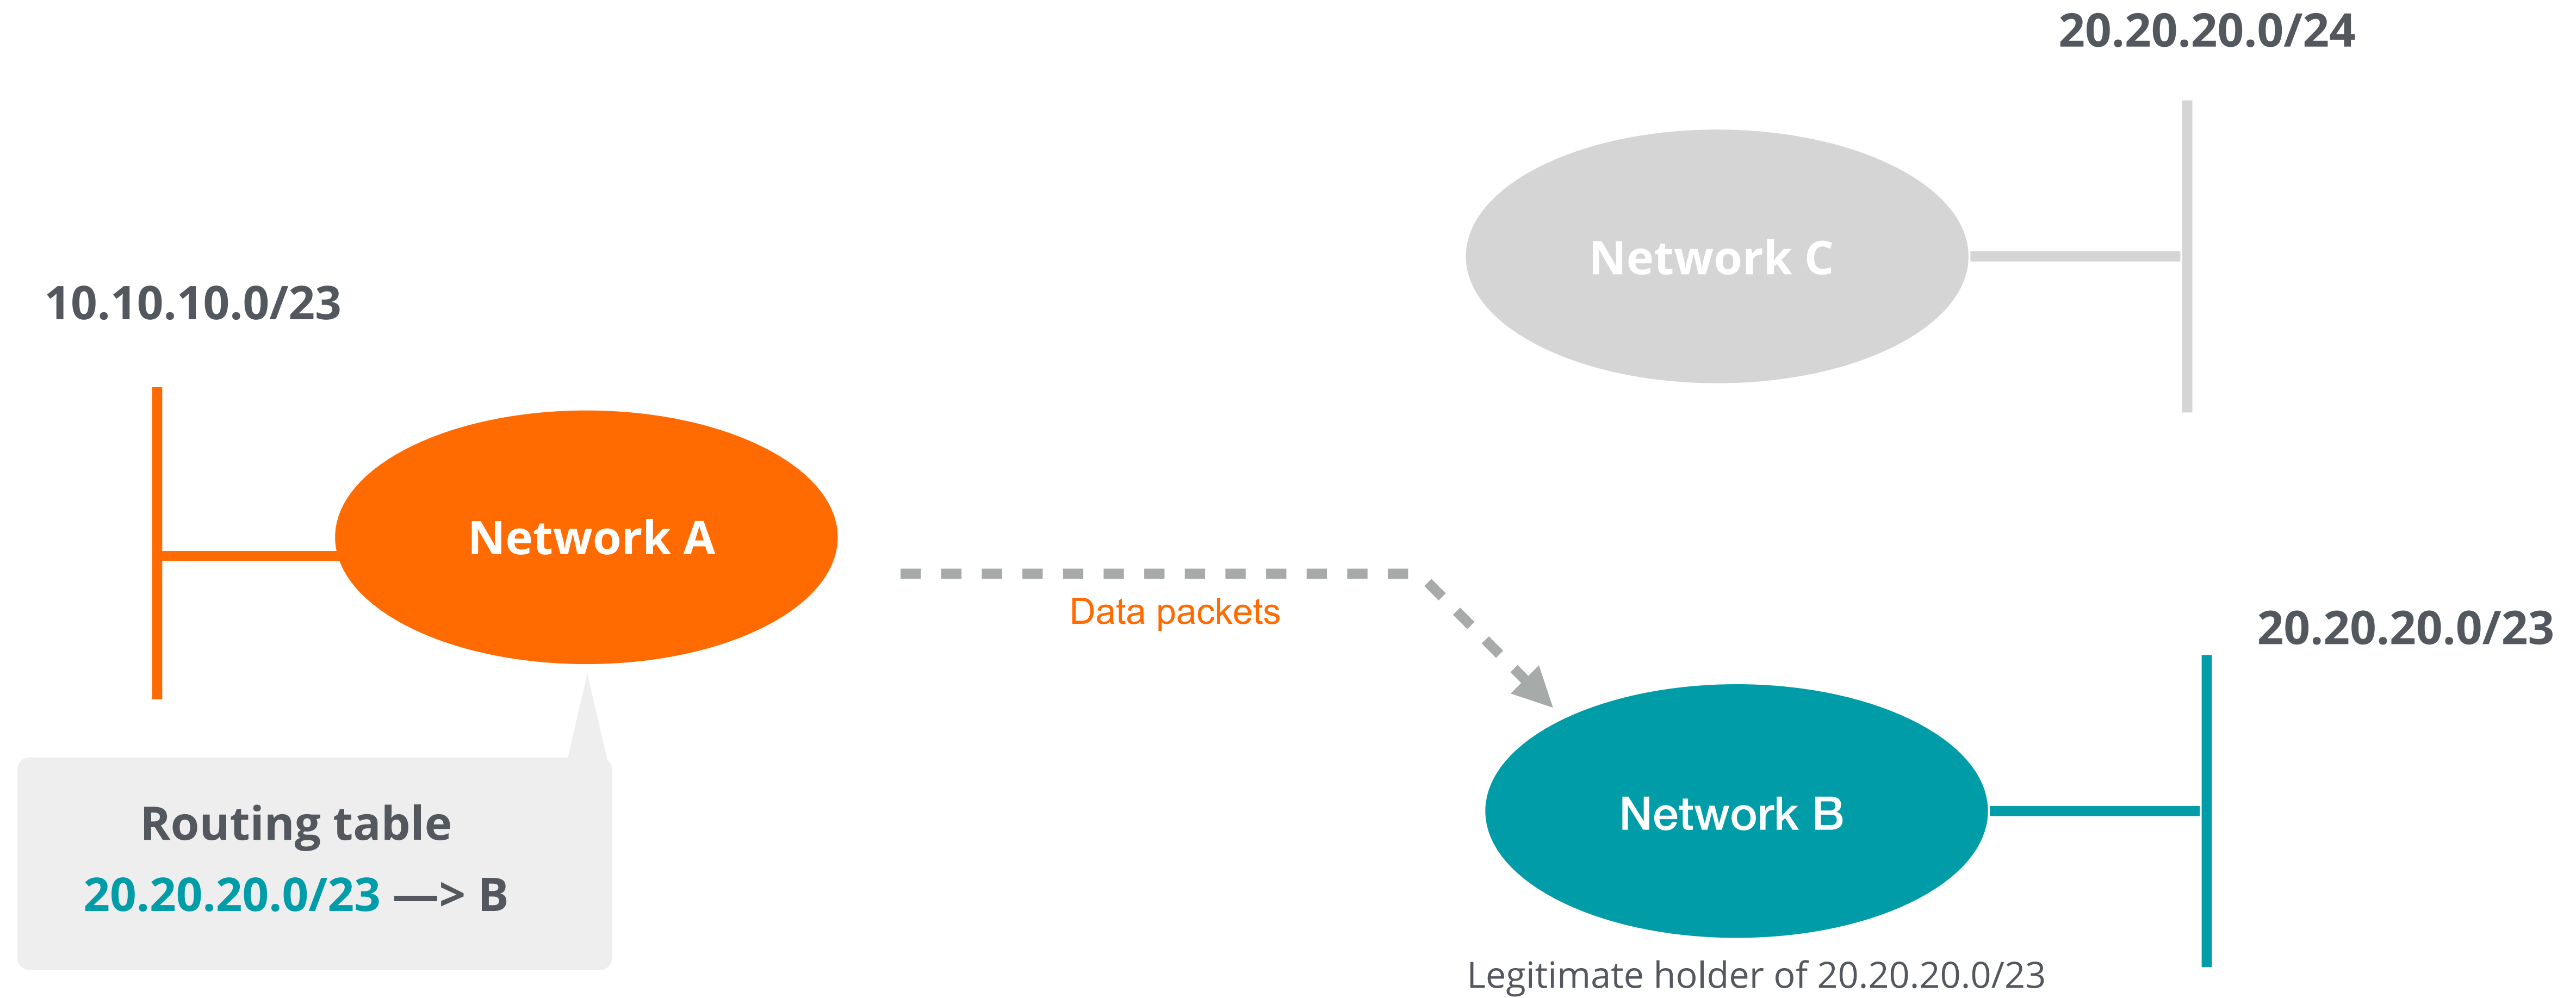 20.20.20.0/24
Network C
10.10.10.0/23
Network A
Data packets
20.20.20.0/23
Routing table
20.20.20.0/23 —> B
Network B
Legitimate holder of 20.20.20.0/23